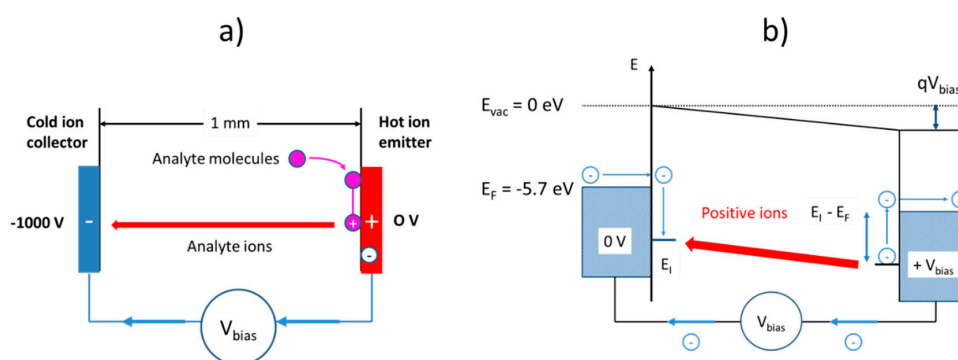 a)
Cold ion
collector
1 mm
Hot ion
emitter
Analyte molecules
-1000 V
-
+
+
O V
Analyte ions
-
V bias
b)
E
qV bias
E vac = 0 eV
E F = -5.7 eV
-
-
-
-
Positive ions
E I - E F
0 V
E I
-
+ V bias
V bias
-
-